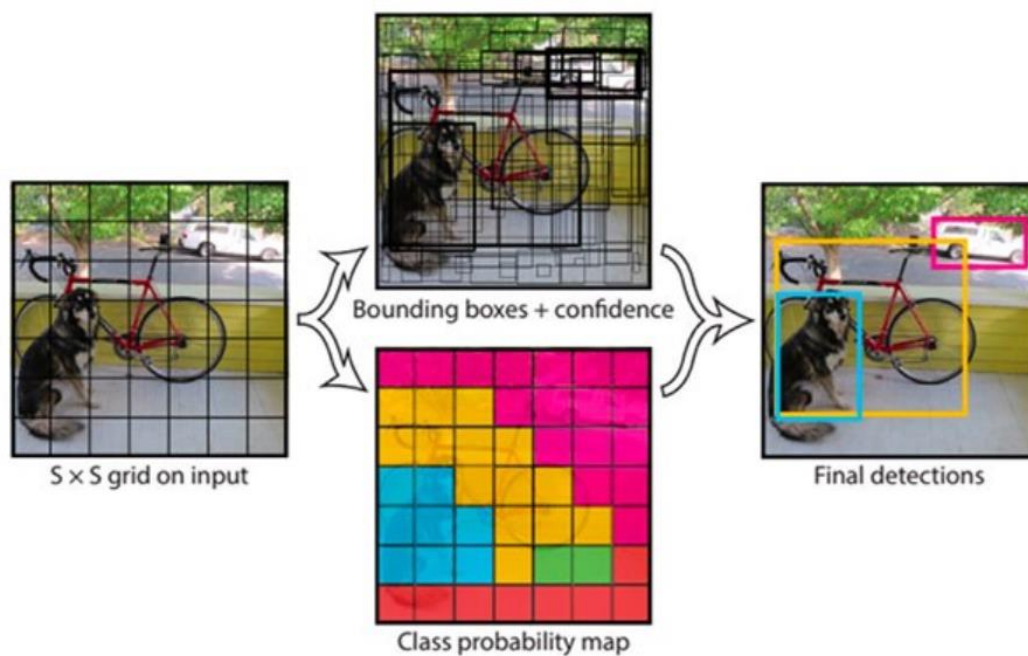 Bounding boxes + confidence
S × S grid on input
Final detections
Class probability map